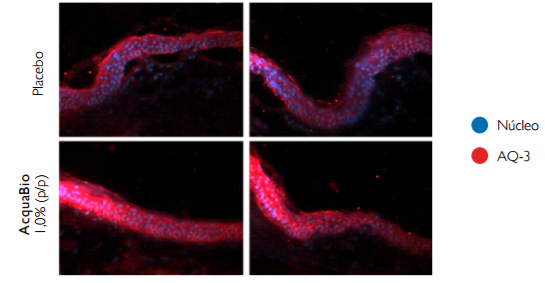 Placebo
AcquaBio
1,0% (p/p)
Núcleo
AQ-3